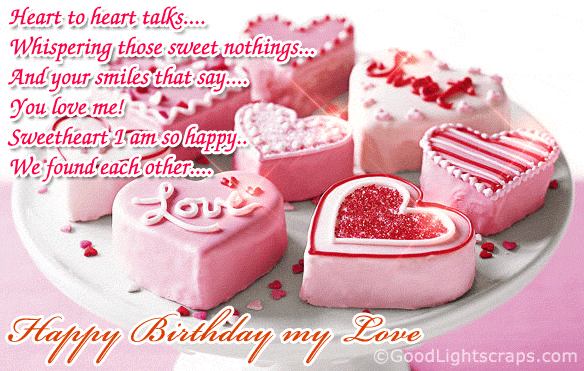 Heart to heart talks....
Whispering those sweet nothings...
And your smiles that say....
You love me!
Sweetheart I am so happy..
We found each other....
Sweet
Love
Happy Birthday my Love
©GoodLightscraps.com